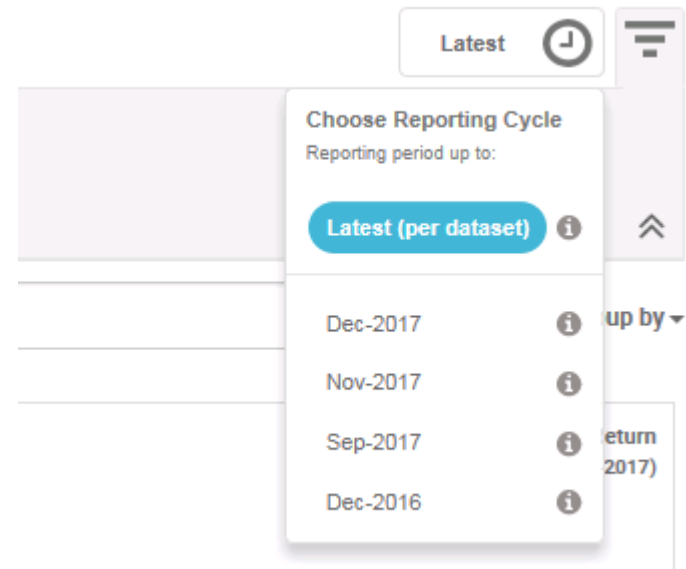 Latest
Choose Reporting Cycle
Reporting period up to:
Latest (per dataset)
Dec-2017
up by
Nov-2017
Sep-2017
eturn
2017)
Dec-2016